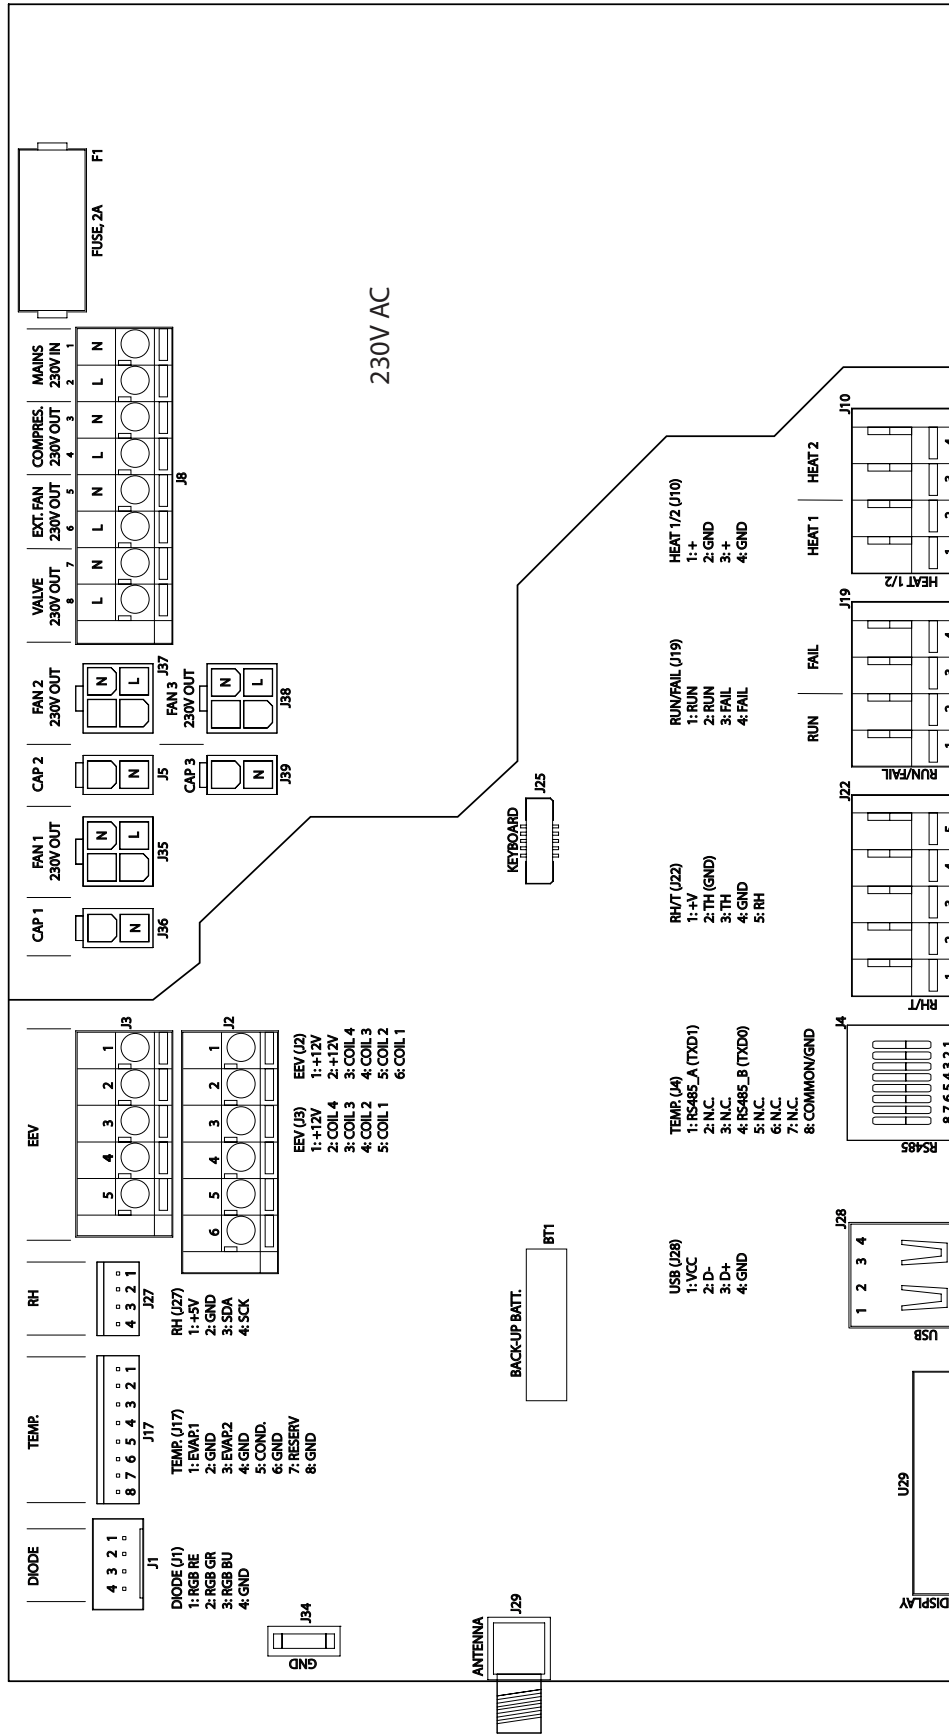 DIODE
4 3 2 1
J1
DIODE (J1)
1: RGB RE
2: RGB GR
3: RGB BU
4: GND
TEMP.
8 7 6 5 4 3 2 1
J17
TEMP. (J17)
1: EVAP.1
2: GND
3: EVAP.2
4: GND
5: COND.
6: GND
7: RESERV
8: GND
RH
4 3 2 1
J27
RH (J27)
1: +5V
2: GND
3: SDA
4: SCK
EEV
5 4 3 2 1
J3
6 5 4 3 2 1
J2
EEV (J3)
1: +12V
2: COIL 4
3: COIL 3
4: COIL 2
5: COIL 1
EEV (J2)
1: +12V
2: +12V
3: COIL 4
4: COIL 3
5: COIL 2
6: COIL 1
CAP 1
N
J36
FAN 1
230V OUT
N
L
J35
CAP 2
N
J5
FAN 2
230V OUT
N
L
J37
CAP 3
N
J39
FAN 3
230V OUT
N
L
J38
VALVE
230V OUT
EXT. FAN
230V OUT
COMPRES.
230V OUT
MAINS
230V IN
8 7 6 5 4 3 2 1
L N L N L N L N
J8
FUSE, 2A
F1
230V AC
GND
J34
ANTENNA
J29
BACK-UP BATT.
BT1
KEYBOARD
J25
USB (J28)
1: VCC
2: D-
3: D+
4: GND
TEMP. (J4)
1: RS485_A (TXD1)
2: N.C.
3: N.C.
4: RS485_B (TXD0)
5: N.C.
6: N.C.
7: N.C.
8: COMMON/GND
RH/T (J22)
1: +V
2: TH (GND)
3: TH
4: GND
5: RH
RUN/FAIL (J19)
1: RUN
2: RUN
3: FAIL
4: FAIL
HEAT 1/2 (J10)
1: +
2: GND
3: +
4: GND
RUN
FAIL
HEAT 1
HEAT 2
DISPLAY
U29
USB
J28
1 2 3 4
RS485
J4
8 7 6 5 4 3 2 1
RH/T
J22
1 2 3 4 5
RUN/FAIL
J19
1 2 3 4
HEAT 1/2
J10
1 2 3 4